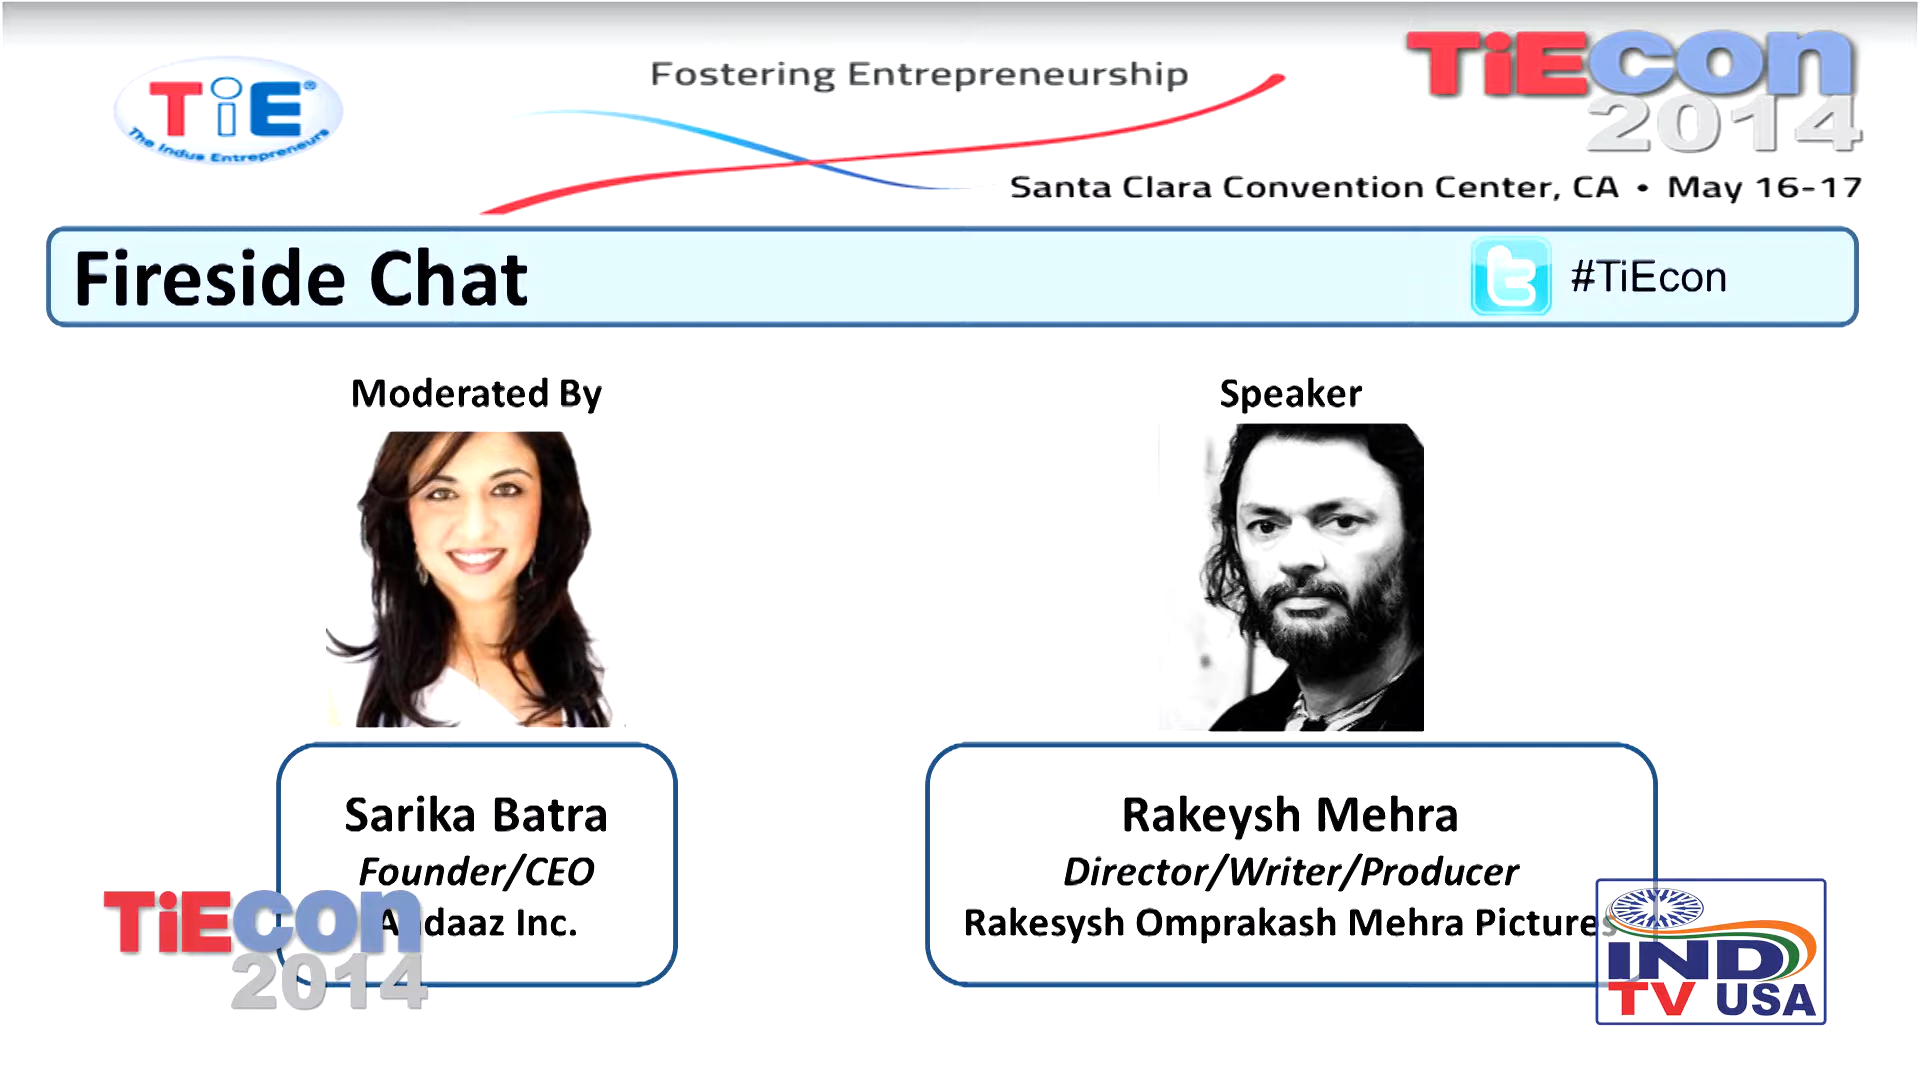 TiE®
The Indus Entrepreneurs
Fostering Entrepreneurship
TiEcon
2014
Santa Clara Convention Center, CA • May 16-17
Fireside Chat
#TiEcon
Moderated By
Speaker
Sarika Batra
Founder/CEO
Andaaz Inc.
Rakeysh Mehra
Director/Writer/Producer
Rakesysh Omprakash Mehra Pictures
TiEcon
2014
IND
TV USA